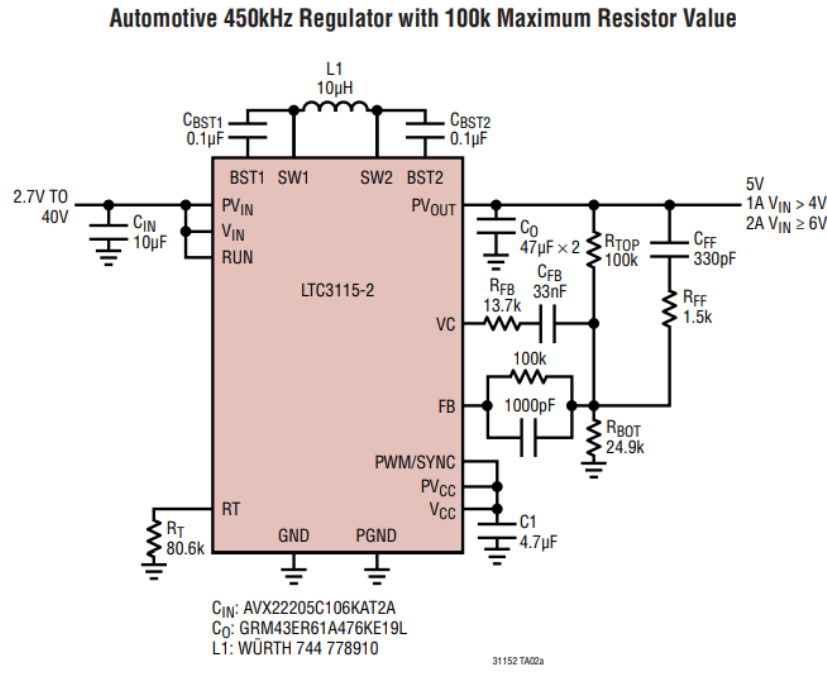 Automotive 450kHz Regulator with 100k Maximum Resistor Value
L1
10µH
CBST1
0.1µF
CBST2
0.1µF
BST1 SW1 SW2 BST2
2.7V TO
40V
CIN
10µF
PVIN
VIN
RUN
PVOUT
5V
1A VIN > 4V
2A VIN ≥ 6V
CO
47µF × 2
RTOP
100k
CFF
330pF
CFB
33nF
RFB
13.7k
RFF
1.5k
LTC3115-2
VC
100k
FB
1000pF
RBOT
24.9k
PWM/SYNC
PVCC
VCC
C1
4.7µF
RT
RT
80.6k
GND PGND
CIN: AVX22205C106KAT2A
CO: GRM43ER61A476KE19L
L1: WÜRTH 744 778910
31152 TA02a